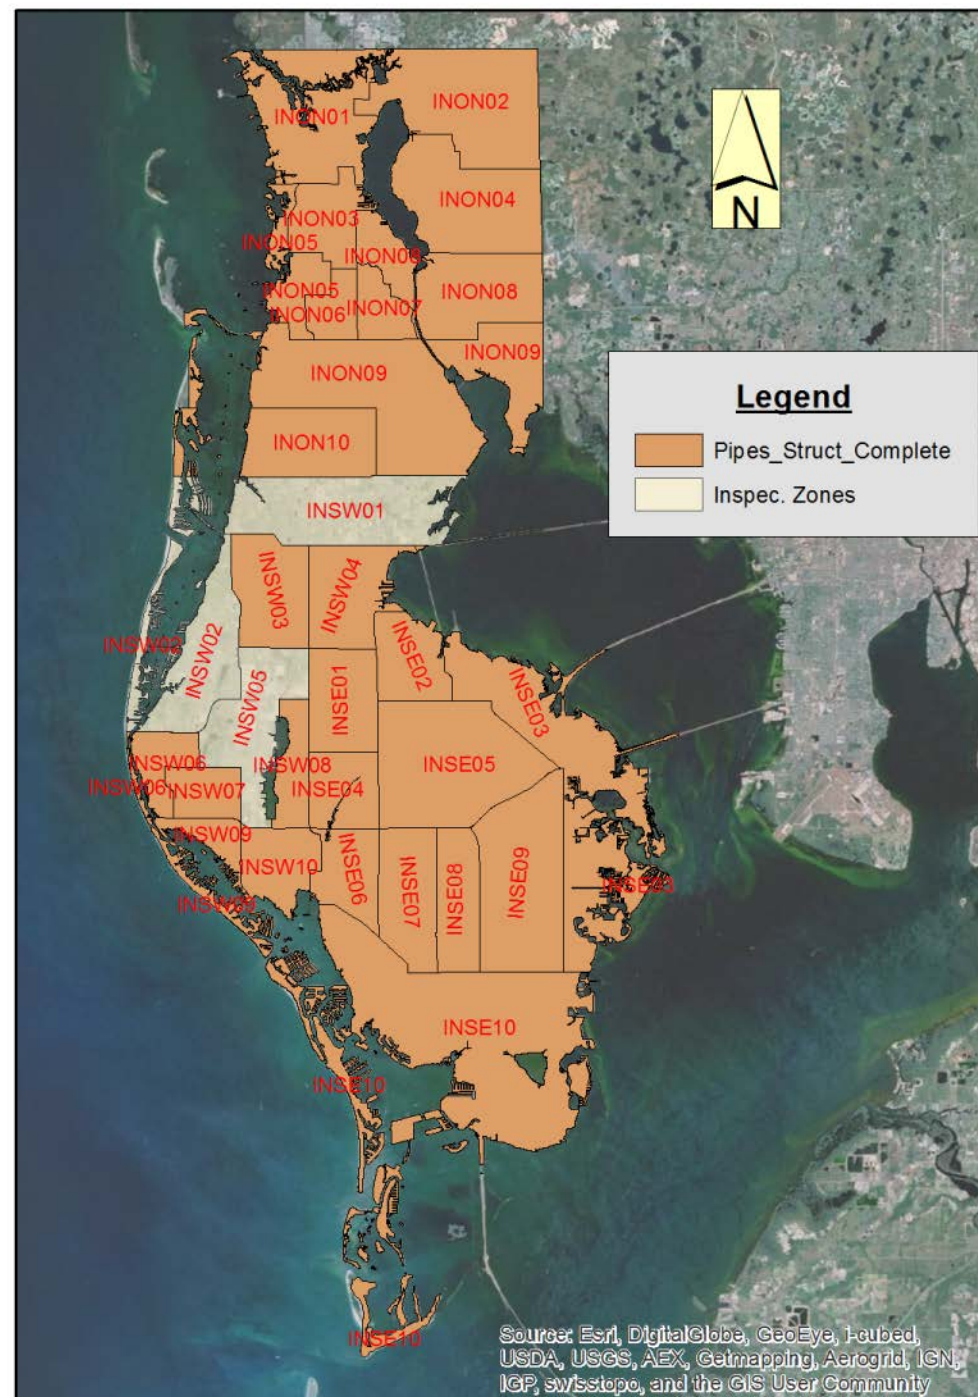 INON02
INON01
INON04
INON03
INON05
INON08
INON05
INON08
INON06
INON07
INON09
INON09
INON10
INSW01
N
Legend
Pipes_Struct_Complete
Inspec. Zones
INSW03
INSW04
INSW02
INSW02
INSW05
INSE01
INSE02
INSE03
INSW06
INSW08
INSE05
INSW06
INSW07
INSE04
INSW09
INSW10
INSE06
INSE07
INSE08
INSE09
INSE03
INSW09
INSE10
INSE10
INSE10
Source: Esri, DigitalGlobe, GeoEye, i-cubed,
USDA, USGS, AEX, Getmapping, Aerogrid, IGN,
IGP, swisstopo, and the GIS User Community